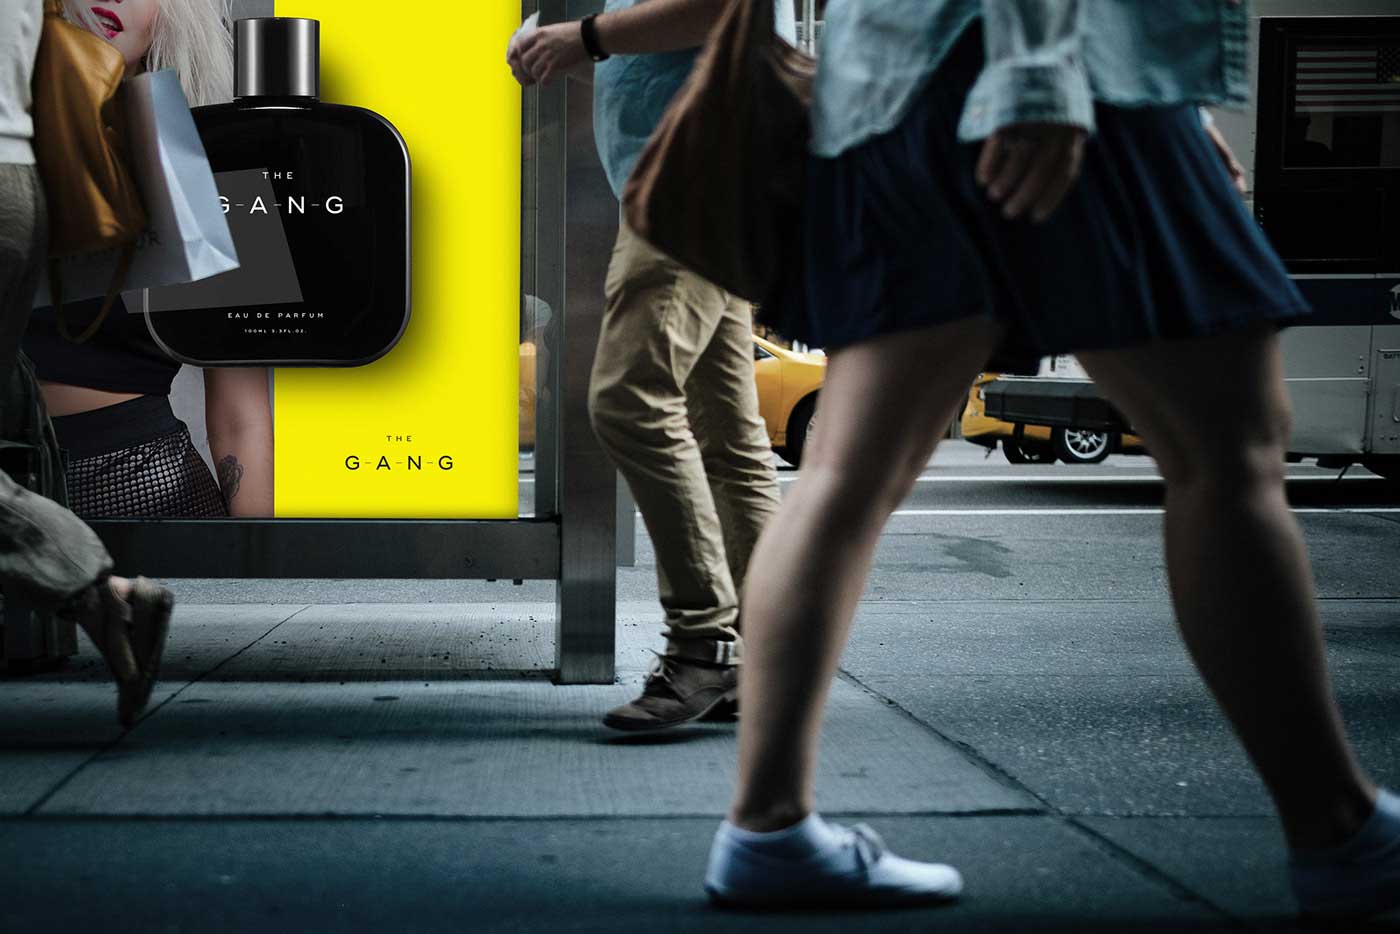 THE
G-A-N-G
EAU DE PARFUM
100ML 3.3FL.OZ.
THE
G-A-N-G